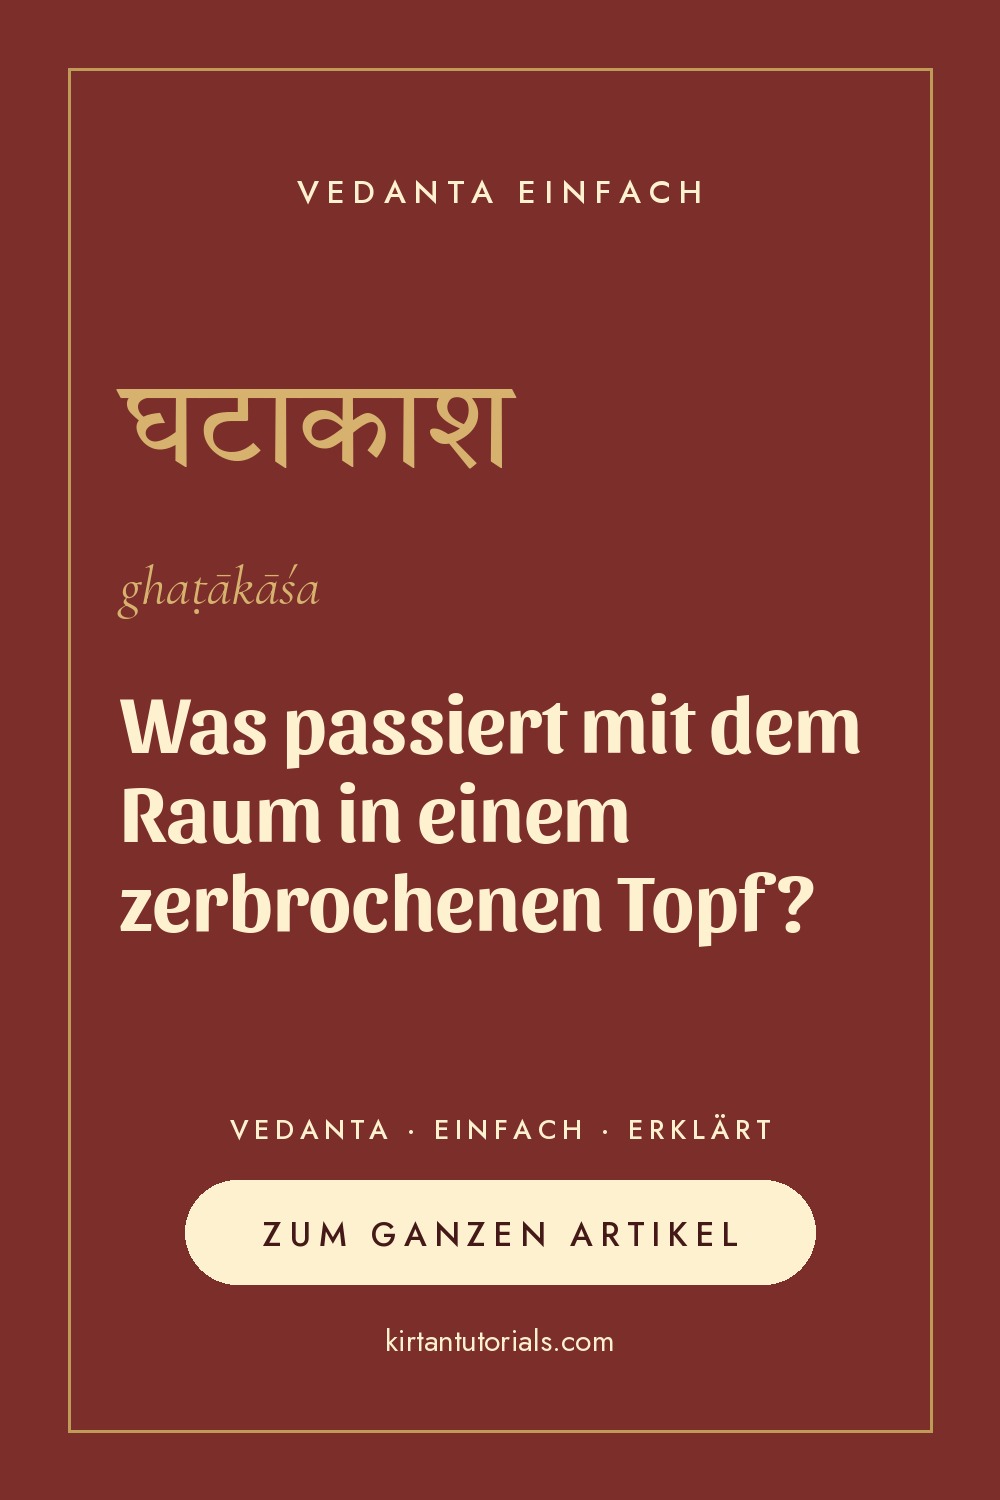 VEDANTA EINFACH
घटाकाश
ghaṭākāśa
Was passiert mit dem
Raum in einem
zerbrochenen Topf?
VEDANTA · EINFACH · ERKLÄRT
ZUM GANZEN ARTIKEL
kirtantutorials.com